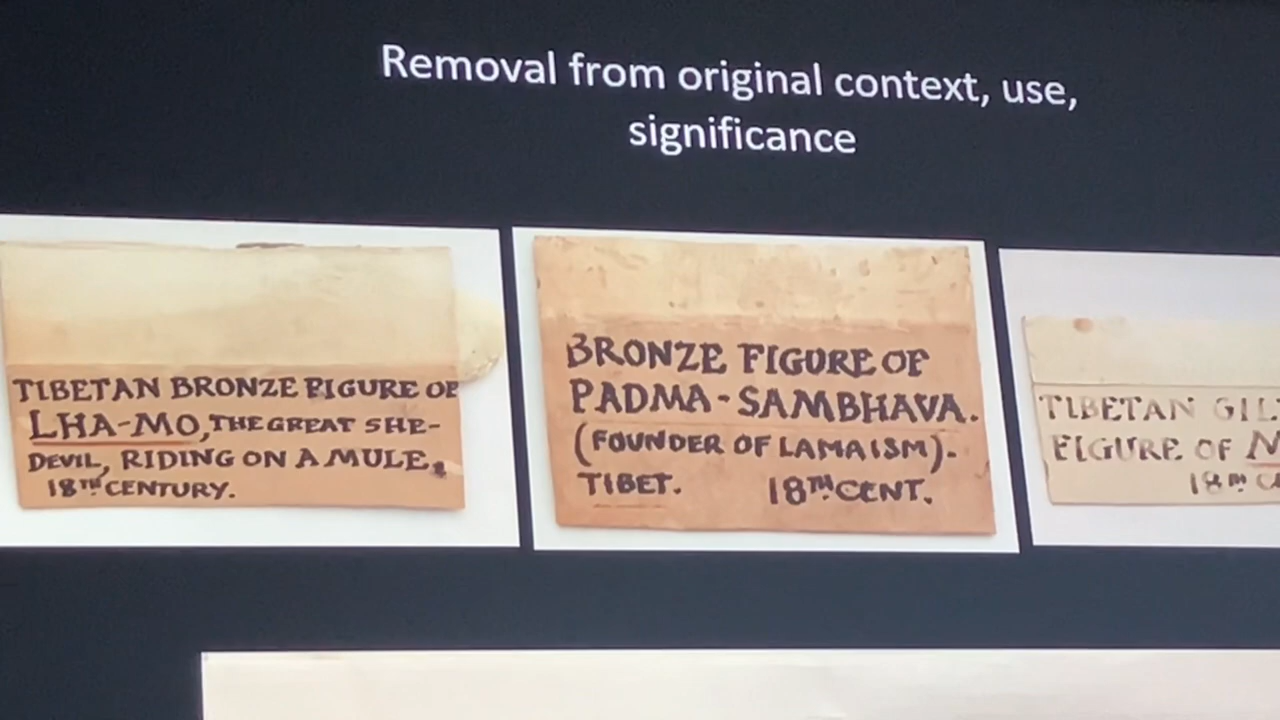 Removal from original context, use,
significance
TIBETAN BRONZE FIGURE OF
LHA-MO, THE GREAT SHE-
DEVIL, RIDING ON A MULE.
18TH CENTURY.
BRONZE FIGURE OF
PADMA-SAMBHAVA.
(FOUNDER OF LAMAISM).
TIBET. 18TH CENT.
TIBETAN
FIGURE OF
18TH